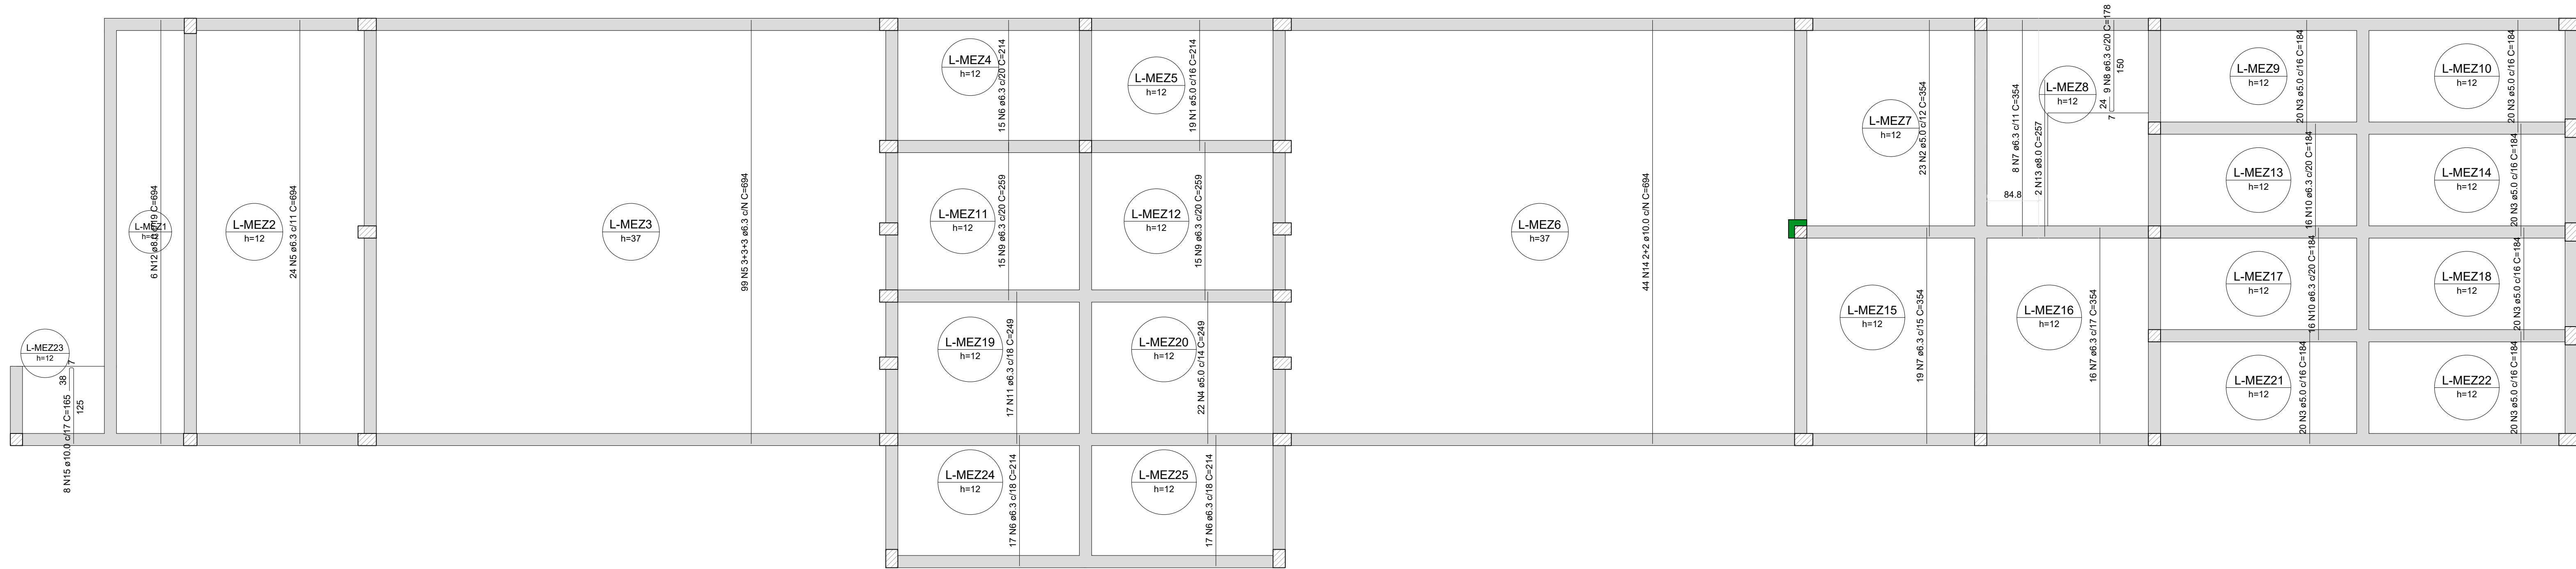 L-MEZ1
6 N12 ø8.0 c/19 C=694
L-MEZ2
h=12
24 N5 ø6.3 c/11 C=694
L-MEZ3
h=37
99 N5 3+3+3 ø6.3 c/N C=694
L-MEZ4
h=12
15 N6 ø6.3 c/20 C=214
L-MEZ5
h=12
19 N1 ø5.0 c/16 C=214
L-MEZ6
h=37
44 N14 2+2 ø10.0 c/N C=694
L-MEZ7
h=12
23 N2 ø5.0 c/12 C=354
8 N7 ø6.3 c/11 C=354
L-MEZ8
h=12
9 N8 ø6.3 c/20 C=178
150
24
7
2 N13 ø8.0 C=257
84.8
L-MEZ9
h=12
20 N3 ø5.0 c/16 C=184
L-MEZ10
h=12
20 N3 ø5.0 c/16 C=184
L-MEZ11
h=12
15 N9 ø6.3 c/20 C=259
L-MEZ12
h=12
15 N9 ø6.3 c/20 C=259
L-MEZ13
h=12
16 N10 ø6.3 c/20 C=184
L-MEZ14
h=12
20 N3 ø5.0 c/16 C=184
L-MEZ15
h=12
19 N7 ø6.3 c/15 C=354
L-MEZ16
h=12
16 N7 ø6.3 c/17 C=354
L-MEZ17
h=12
16 N10 ø6.3 c/20 C=184
L-MEZ18
h=12
20 N3 ø5.0 c/16 C=184
L-MEZ19
h=12
17 N11 ø6.3 c/18 C=249
L-MEZ20
h=12
22 N4 ø5.0 c/14 C=249
L-MEZ21
h=12
20 N3 ø5.0 c/16 C=184
L-MEZ22
h=12
20 N3 ø5.0 c/16 C=184
L-MEZ23
h=12
7
38
125
8 N15 ø10.0 c/17 C=165
L-MEZ24
h=12
17 N6 ø6.3 c/18 C=214
L-MEZ25
h=12
17 N6 ø6.3 c/18 C=214